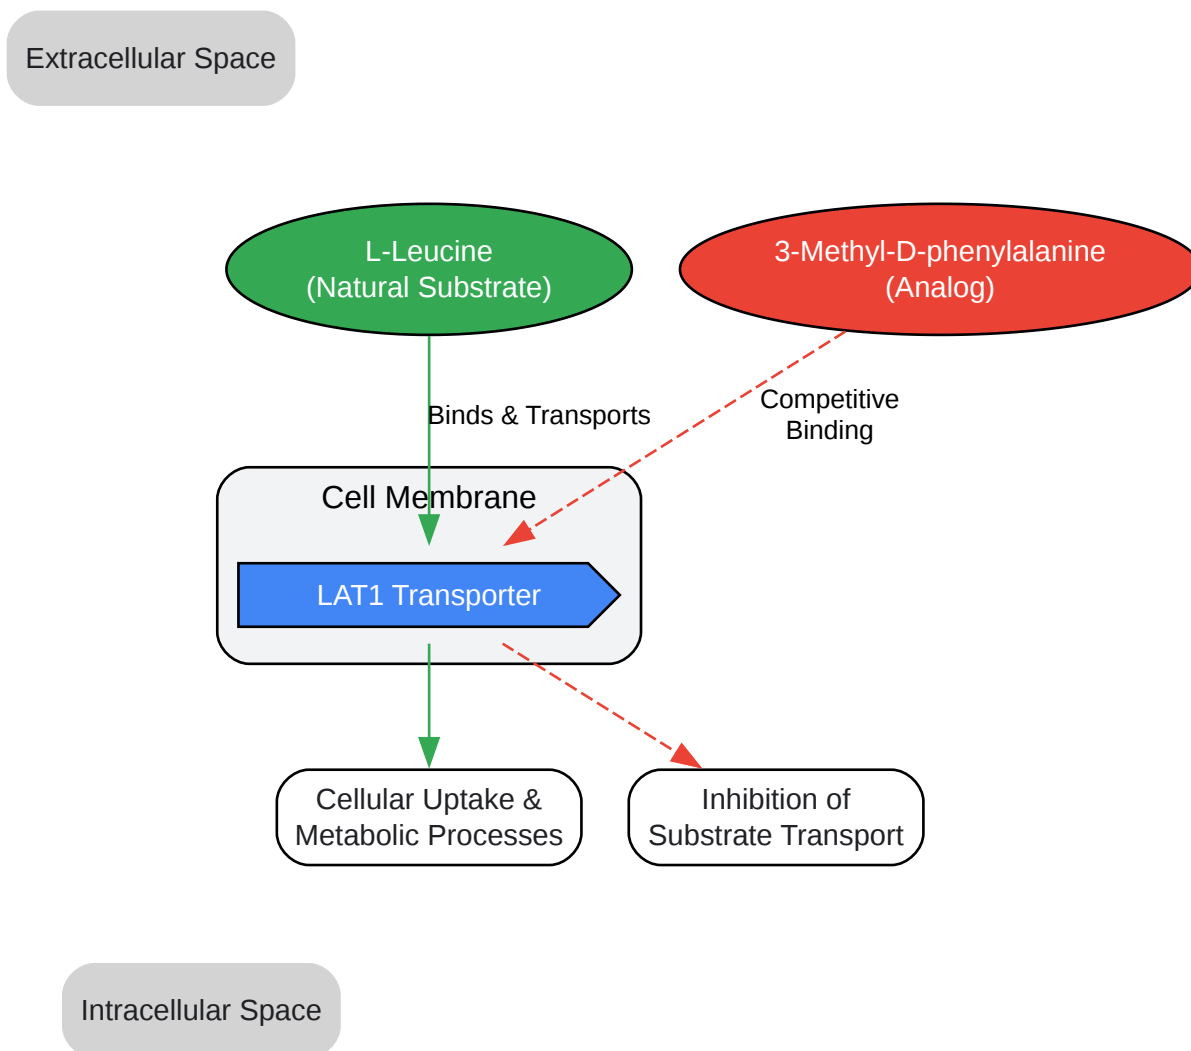 Extracellular Space
L-Leucine
(Natural Substrate)
3-Methyl-D-phenylalanine
(Analog)
Binds & Transports
Competitive
Binding
Cell Membrane
LAT1 Transporter
Cellular Uptake &
Metabolic Processes
Inhibition of
Substrate Transport
Intracellular Space